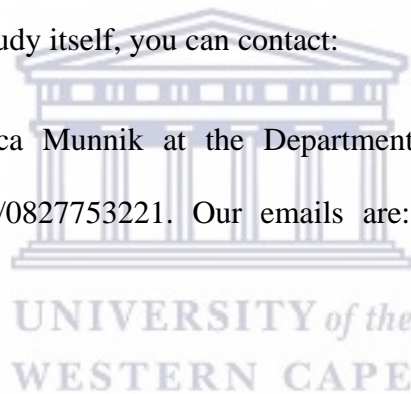 udy itself, you can contact:
ca Munnik at the Department
/0827753221. Our emails are:
UNIVERSITY of the
WESTERN CAPE